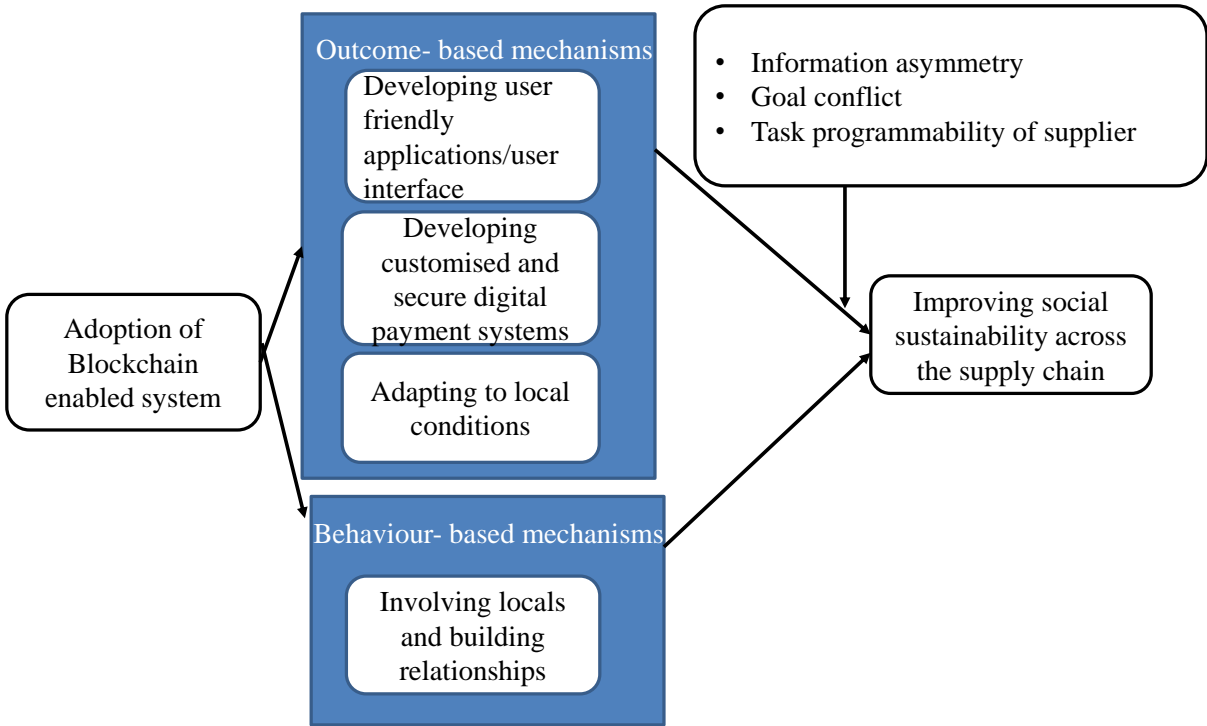 Outcome- based mechanisms
Developing user
friendly
applications/user
interface
Developing
customised and
secure digital
payment systems
Adapting to local
conditions
Behaviour- based mechanisms
Involving locals
and building
relationships
Adoption of
Blockchain
enabled system
• Information asymmetry
• Goal conflict
• Task programmability of supplier
Improving social
sustainability across
the supply chain